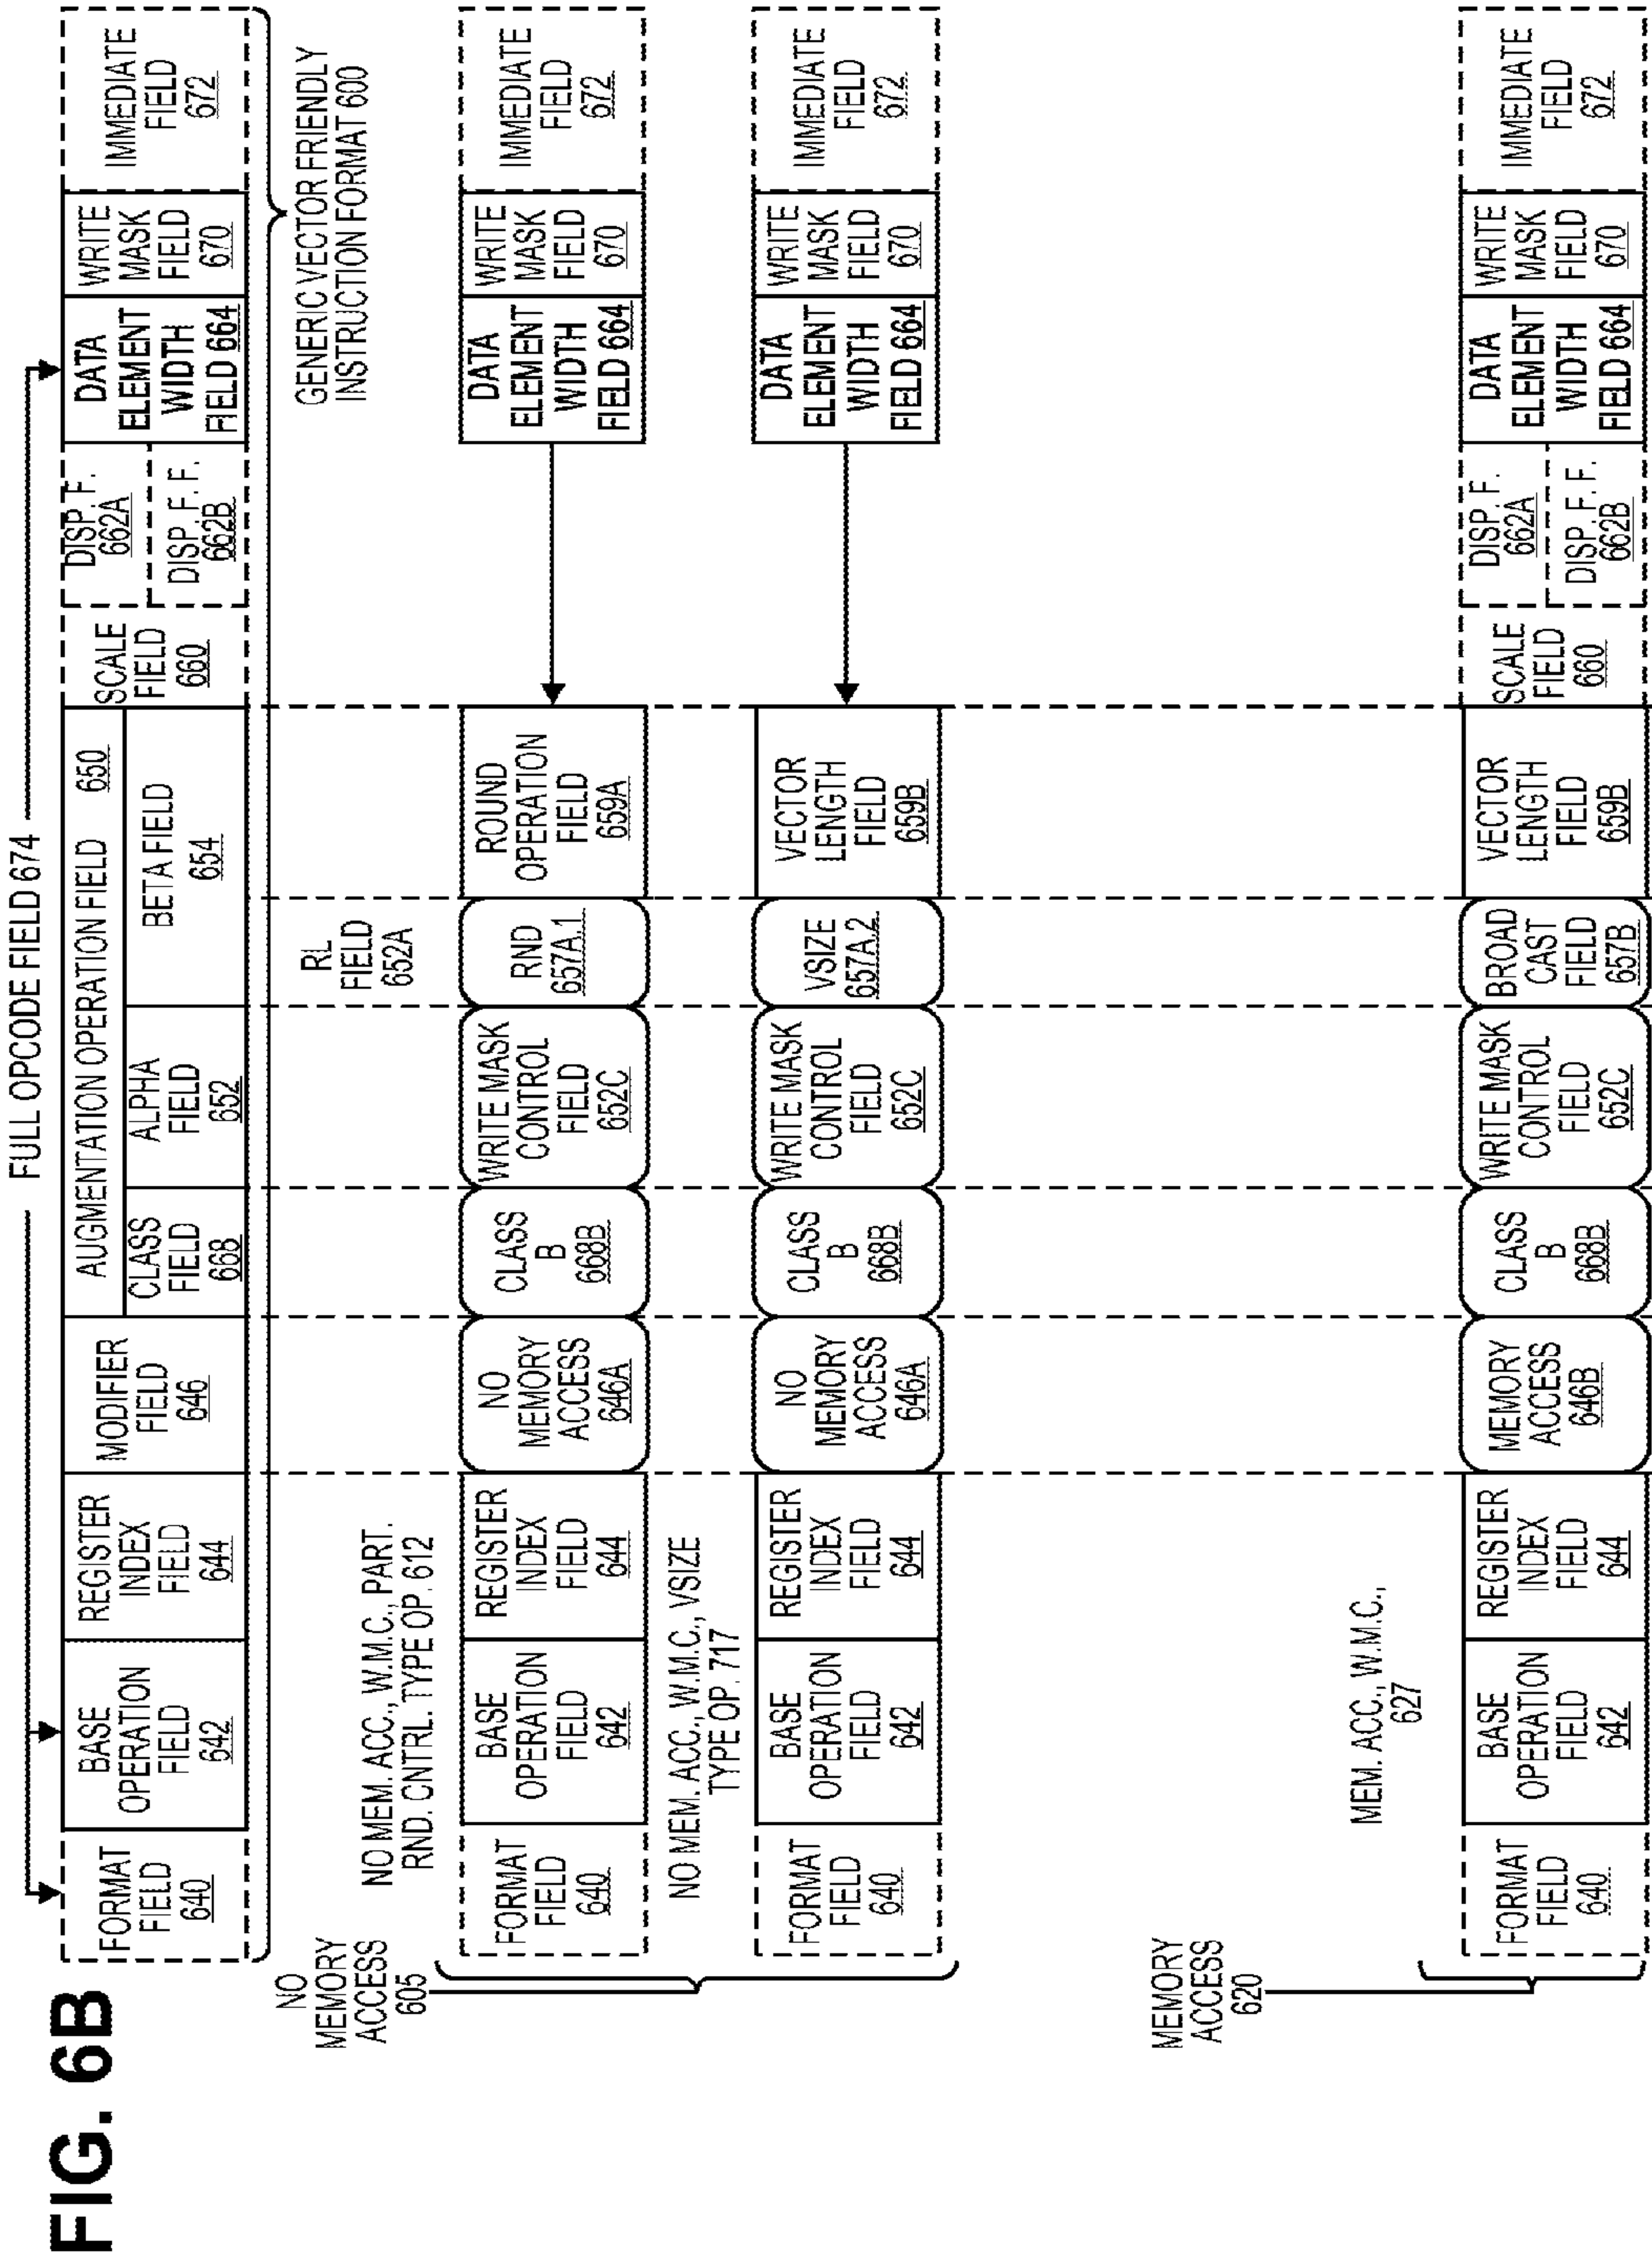 FIG. 6B
FULL OPCODE FIELD 674
FORMAT
FIELD
640
BASE
OPERATION
FIELD
642
REGISTER
INDEX
FIELD
644
MODIFIER
FIELD
646
AUGMENTATION OPERATION FIELD 650
CLASS
FIELD
668
ALPHA
FIELD
652
BETA FIELD
654
SCALE
FIELD
660
DISP. F.
662A
DISP. F. F.
662B
DATA
ELEMENT
WIDTH
FIELD 664
WRITE
MASK
FIELD
670
IMMEDIATE
FIELD
672
GENERIC VECTOR FRIENDLY
INSTRUCTION FORMAT 600
NO
MEMORY
ACCESS
605
NO MEM. ACC., W.M.C., PART.
RND. CNTRL. TYPE OP. 612
RL
FIELD
652A
FORMAT
FIELD
640
BASE
OPERATION
FIELD
642
REGISTER
INDEX
FIELD
644
NO
MEMORY
ACCESS
646A
CLASS
B
668B
WRITE MASK
CONTROL
FIELD
652C
RND
657A.1
ROUND
OPERATION
FIELD
659A
DATA
ELEMENT
WIDTH
FIELD 664
WRITE
MASK
FIELD
670
IMMEDIATE
FIELD
672
NO MEM. ACC., W.M.C., VSIZE
TYPE OP. 717
FORMAT
FIELD
640
BASE
OPERATION
FIELD
642
REGISTER
INDEX
FIELD
644
NO
MEMORY
ACCESS
646A
CLASS
B
668B
WRITE MASK
CONTROL
FIELD
652C
VSIZE
657A.2
VECTOR
LENGTH
FIELD
659B
DATA
ELEMENT
WIDTH
FIELD 664
WRITE
MASK
FIELD
670
IMMEDIATE
FIELD
672
MEMORY
ACCESS
620
MEM. ACC., W.M.C.,
627
FORMAT
FIELD
640
BASE
OPERATION
FIELD
642
REGISTER
INDEX
FIELD
644
MEMORY
ACCESS
646B
CLASS
B
668B
WRITE MASK
CONTROL
FIELD
652C
BROAD
CAST
FIELD
657B
VECTOR
LENGTH
FIELD
659B
SCALE
FIELD
660
DISP. F.
662A
DISP. F. F.
662B
DATA
ELEMENT
WIDTH
FIELD 664
WRITE
MASK
FIELD
670
IMMEDIATE
FIELD
672